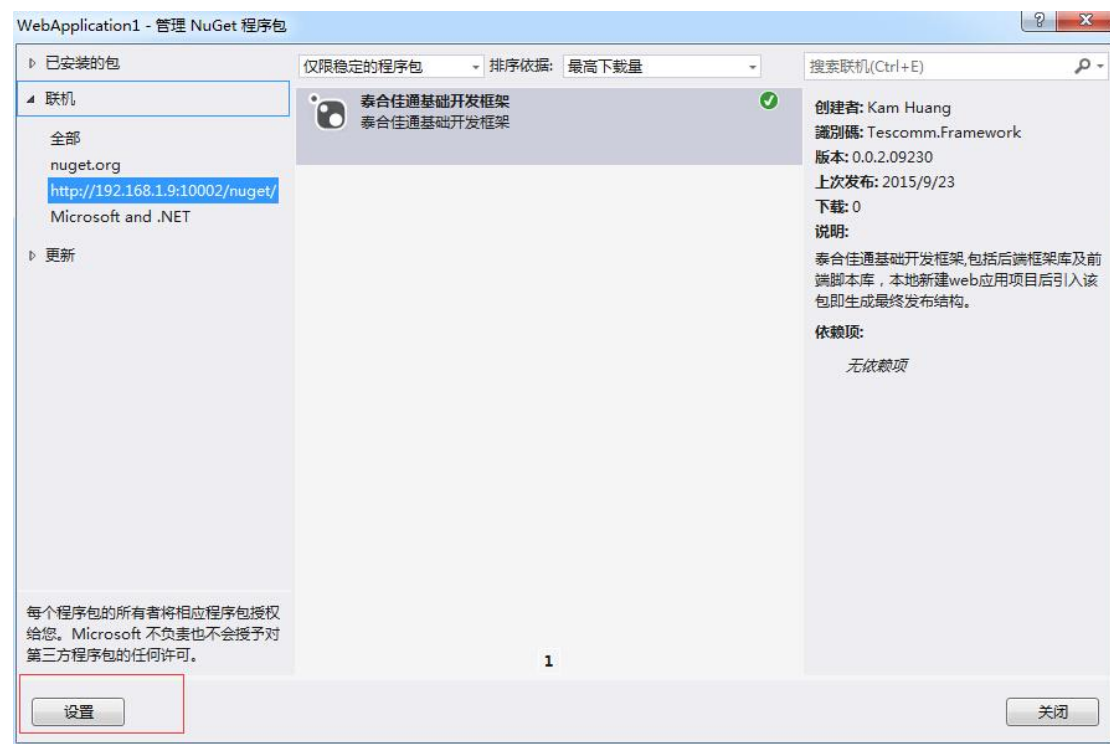 WebApplication1 - 管理 NuGet 程序包
已安装的包
联机
全部
nuget.org
http://192.168.1.9:10002/nuget/
Microsoft and .NET
更新
每个程序包的所有者将相应程序包授权
给您。Microsoft 不负责也不会授予对
第三方程序包的任何许可。
设置
仅限稳定的程序包 排序依据: 最高下载量
泰合佳通基础开发框架
泰合佳通基础开发框架
1
搜索联机(Ctrl+E)
创建者: Kam Huang
識別碼: Tescomm.Framework
版本: 0.0.2.09230
上次发布: 2015/9/23
下载: 0
说明:
泰合佳通基础开发框架,包括后端框架库及前
端脚本库，本地新建web应用项目后引入该
包即生成最终发布结构。
依赖项:
无依赖项
关闭